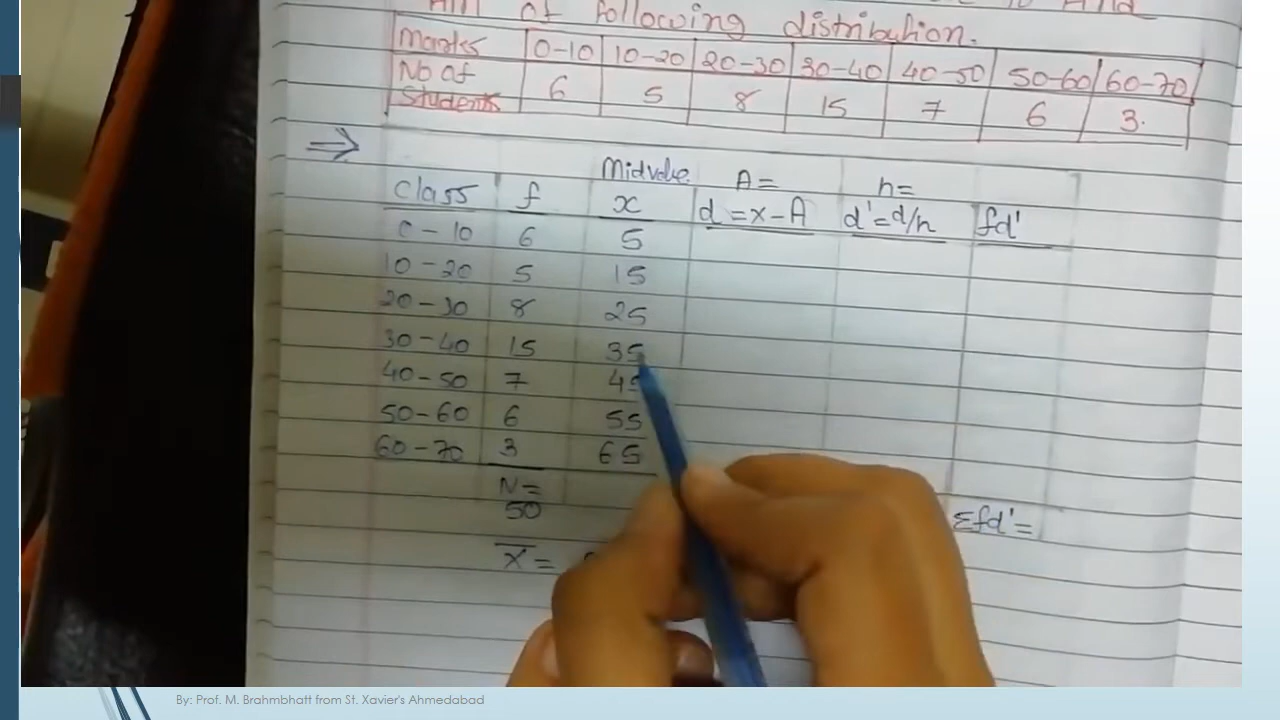 of following distribution.
Marks 0-10 10-20 20-30 30-40 40-50 50-60 60-70
No of Students 6 5 8 15 7 6 3.
⇒
Midvalue A= h=
Class f x d = x-A d' = d/h fd'
0-10 6 5
10-20 5 15
20-30 8 25
30-40 15 35
40-50 7 45
50-60 6 55
60-70 3 65
N=
50
Σfd' =
x̄ =
By: Prof. M. Brahmbhatt from St. Xavier's Ahmedabad